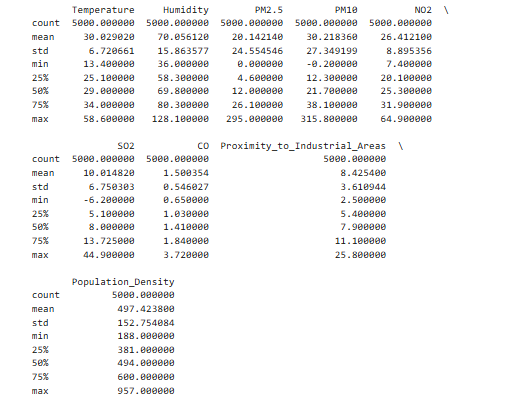 Temperature Humidity PM2.5 PM10 NO2 \
count 5000.000000 5000.000000 5000.000000 5000.000000 5000.000000
mean 30.029020 70.056120 20.142140 30.218360 26.412100
std 6.720661 15.863577 24.554546 27.349199 8.895356
min 13.400000 36.000000 0.000000 -0.200000 7.400000
25% 25.100000 58.300000 4.600000 12.300000 20.100000
50% 29.000000 69.800000 12.000000 21.700000 25.300000
75% 34.000000 80.300000 26.100000 38.100000 31.900000
max 58.600000 128.100000 295.000000 315.800000 64.900000
SO2 CO Proximity_to_Industrial_Areas \
count 5000.000000 5000.000000 5000.000000
mean 10.014820 1.500354 8.425400
std 6.750303 0.546027 3.610944
min -6.200000 0.650000 2.500000
25% 5.100000 1.030000 5.400000
50% 8.000000 1.410000 7.900000
75% 13.725000 1.840000 11.100000
max 44.900000 3.720000 25.800000
Population_Density
count 5000.000000
mean 497.423800
std 152.754084
min 188.000000
25% 381.000000
50% 494.000000
75% 600.000000
max 957.000000